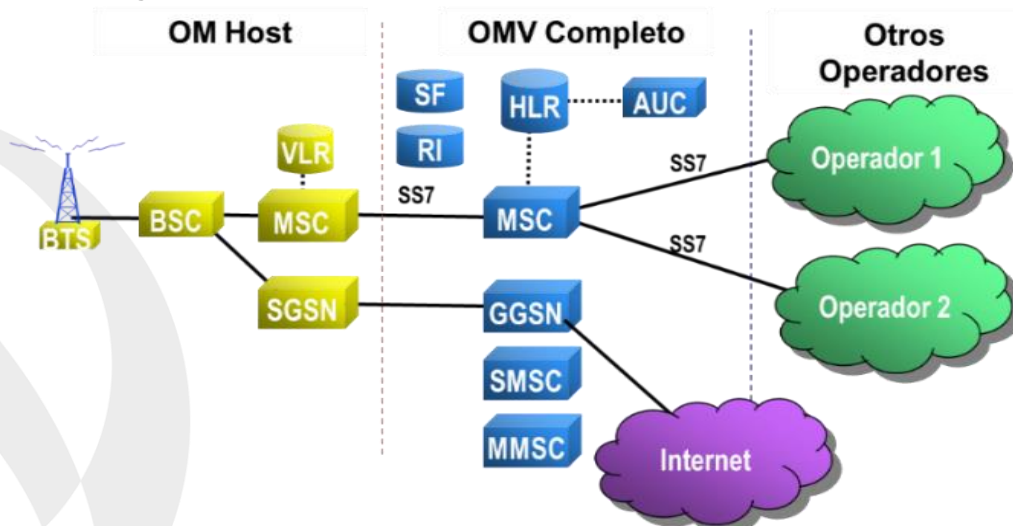 OM Host
OMV Completo
Otros
Operadores
SF
HLR
AUC
RI
VLR
Operador 1
SS7
SS7
BTS
BSC
MSC
MSC
SS7
SGSN
GGSN
Operador 2
SMSC
MMSC
Internet